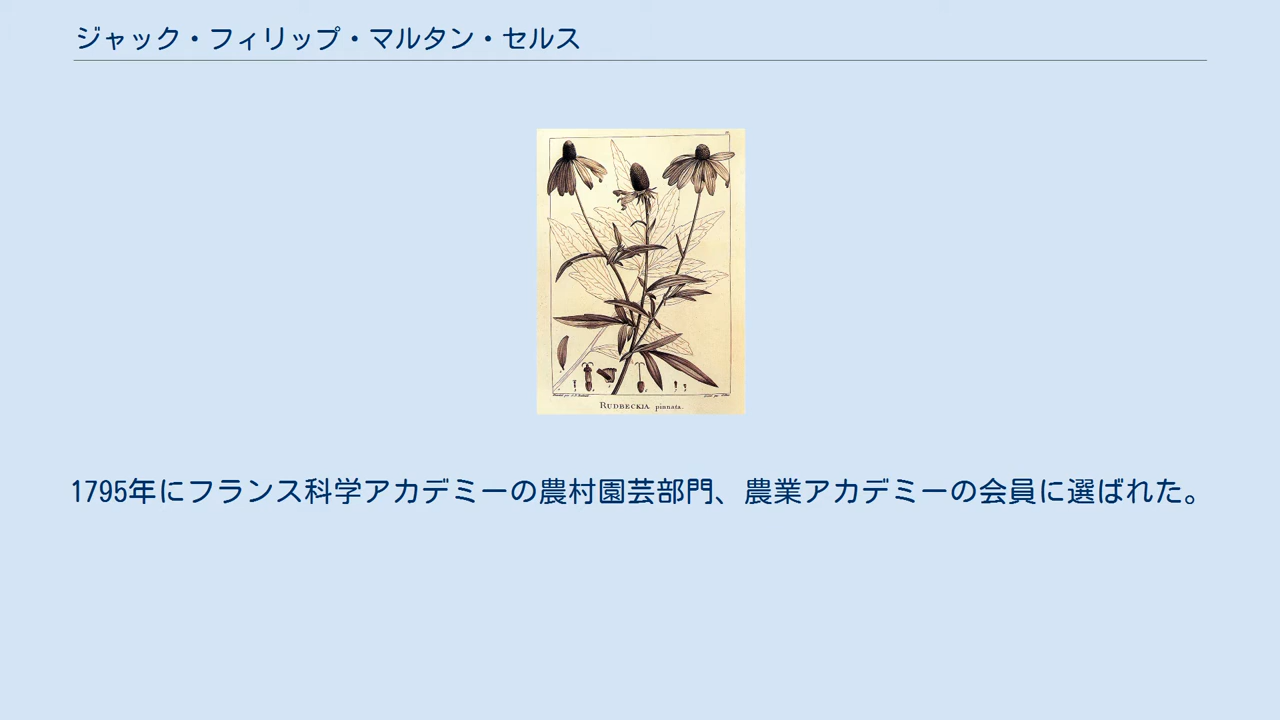 ジャック・フィリップ・マルタン・セルス
RUDBECKIA pinnata.
1795年にフランス科学アカデミーの農村園芸部門、農業アカデミーの会員に選ばれた。